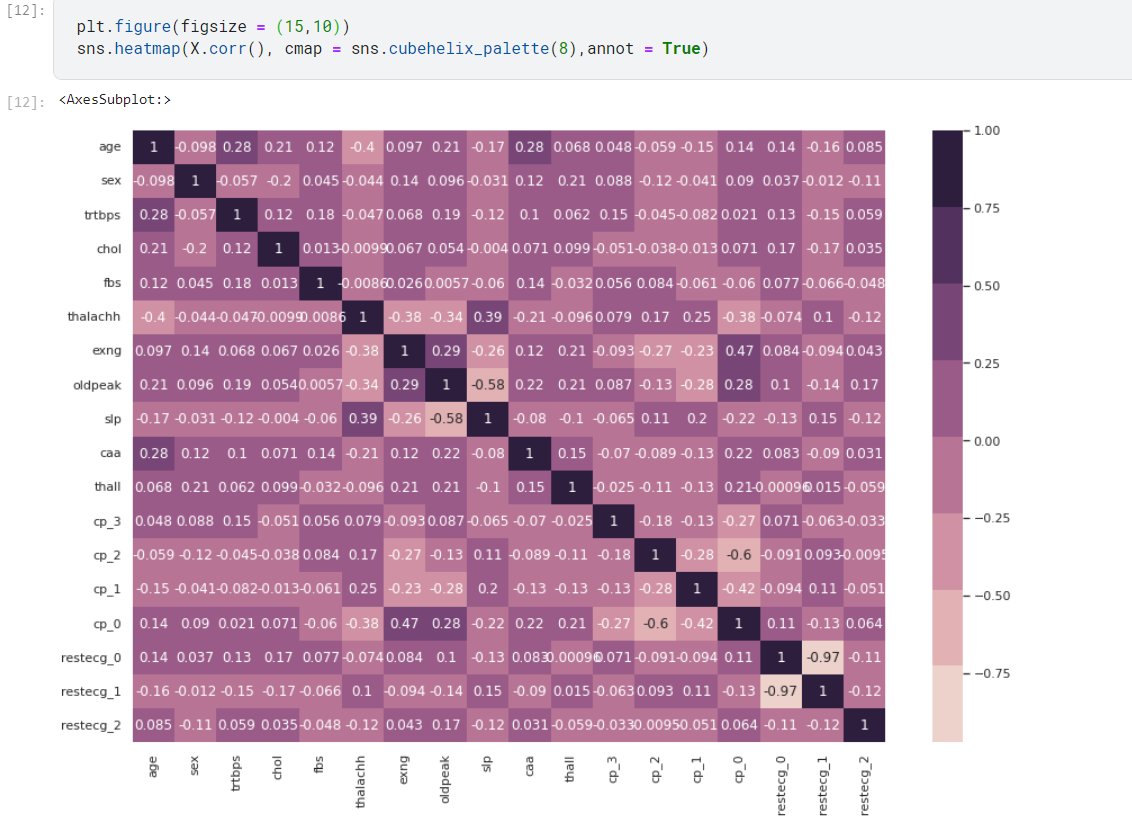 [12]:
plt.figure(figsize = (15,10))
sns.heatmap(X.corr(), cmap = sns.cubehelix_palette(8),annot = True)
[12]: <AxesSubplot:>
age 1 -0.098 0.28 0.21 0.12 -0.4 0.097 0.21 -0.17 0.28 0.068 0.048 -0.059 -0.15 0.14 0.14 -0.16 0.085
sex -0.098 1 -0.057 -0.2 0.045 -0.044 0.14 0.096 -0.031 0.12 0.21 0.088 -0.12 -0.041 0.09 0.037 -0.012 -0.11
trtbps 0.28 -0.057 1 0.12 0.18 -0.047 0.068 0.19 -0.12 0.1 0.062 0.15 -0.045 -0.082 0.021 0.13 -0.15 0.059
chol 0.21 -0.2 0.12 1 0.013 -0.0099 0.067 0.054 -0.004 0.071 0.099 -0.051 -0.038 -0.013 0.071 0.17 -0.17 0.035
fbs 0.12 0.045 0.18 0.013 1 -0.0086 0.026 0.0057 -0.06 0.14 -0.032 0.056 0.084 -0.061 -0.06 0.077 -0.066 -0.048
thalachh -0.4 -0.044 -0.047 -0.0099 -0.0086 1 -0.38 -0.34 0.39 -0.21 -0.096 0.079 0.17 0.25 -0.38 -0.074 0.1 -0.12
exng 0.097 0.14 0.068 0.067 0.026 -0.38 1 0.29 -0.26 0.12 0.21 -0.093 -0.27 -0.23 0.47 0.084 -0.094 0.043
oldpeak 0.21 0.096 0.19 0.054 0.0057 -0.34 0.29 1 -0.58 0.22 0.21 0.087 -0.13 -0.28 0.28 0.1 -0.14 0.17
slp -0.17 -0.031 -0.12 -0.004 -0.06 0.39 -0.26 -0.58 1 -0.08 -0.1 -0.065 0.11 0.2 -0.22 -0.13 0.15 -0.12
caa 0.28 0.12 0.1 0.071 0.14 -0.21 0.12 0.22 -0.08 1 0.15 -0.07 -0.089 -0.13 0.22 0.083 -0.09 0.031
thall 0.068 0.21 0.062 0.099 -0.032 -0.096 0.21 0.21 -0.1 0.15 1 -0.025 -0.11 -0.13 0.21 -0.00096 0.015 -0.059
cp_3 0.048 0.088 0.15 -0.051 0.056 0.079 -0.093 0.087 -0.065 -0.07 -0.025 1 -0.18 -0.13 -0.27 0.071 -0.063 -0.033
cp_2 -0.059 -0.12 -0.045 -0.038 0.084 0.17 -0.27 -0.13 0.11 -0.089 -0.11 -0.18 1 -0.28 -0.6 -0.091 0.093 -0.0095
cp_1 -0.15 -0.041 -0.082 -0.013 -0.061 0.25 -0.23 -0.28 0.2 -0.13 -0.13 -0.13 -0.28 1 -0.42 -0.094 0.11 -0.051
cp_0 0.14 0.09 0.021 0.071 -0.06 -0.38 0.47 0.28 -0.22 0.22 0.21 -0.27 -0.6 -0.42 1 0.11 -0.13 0.064
restecg_0 0.14 0.037 0.13 0.17 0.077 -0.074 0.084 0.1 -0.13 0.083 -0.00096 0.071 -0.091 -0.094 0.11 1 -0.97 -0.11
restecg_1 -0.16 -0.012 -0.15 -0.17 -0.066 0.1 -0.094 -0.14 0.15 -0.09 0.015 -0.063 0.093 0.11 -0.13 -0.97 1 -0.12
restecg_2 0.085 -0.11 0.059 0.035 -0.048 -0.12 0.043 0.17 -0.12 0.031 -0.059 -0.033 -0.0095 -0.051 0.064 -0.11 -0.12 1
age sex trtbps chol fbs thalachh exng oldpeak slp caa thall cp_3 cp_2 cp_1 cp_0 restecg_0 restecg_1 restecg_2
1.00
0.75
0.50
0.25
0.00
−0.25
−0.50
−0.75